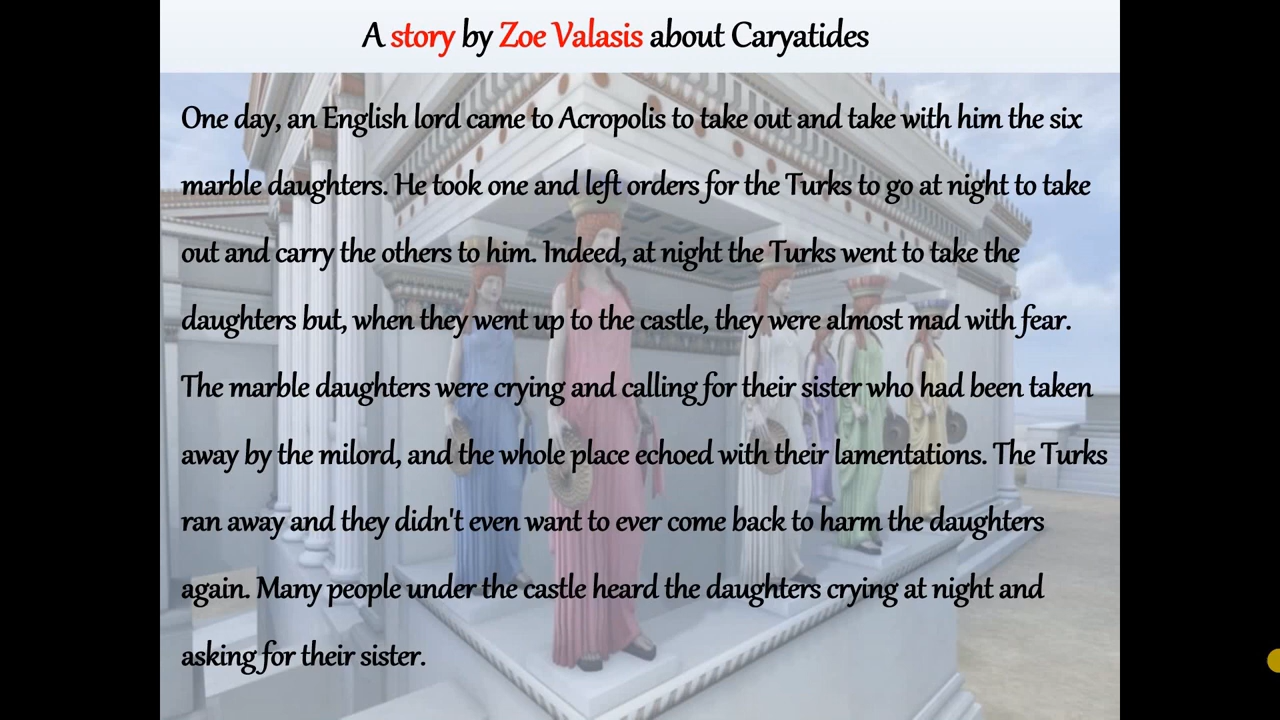 A story by Zoe Valasis about Caryatides
One day, an English lord came to Acropolis to take out and take with him the six
marble daughters. He took one and left orders for the Turks to go at night to take
out and carry the others to him. Indeed, at night the Turks went to take the
daughters but, when they went up to the castle, they were almost mad with fear.
The marble daughters were crying and calling for their sister who had been taken
away by the milord, and the whole place echoed with their lamentations. The Turks
ran away and they didn't even want to ever come back to harm the daughters
again. Many people under the castle heard the daughters crying at night and
asking for their sister.